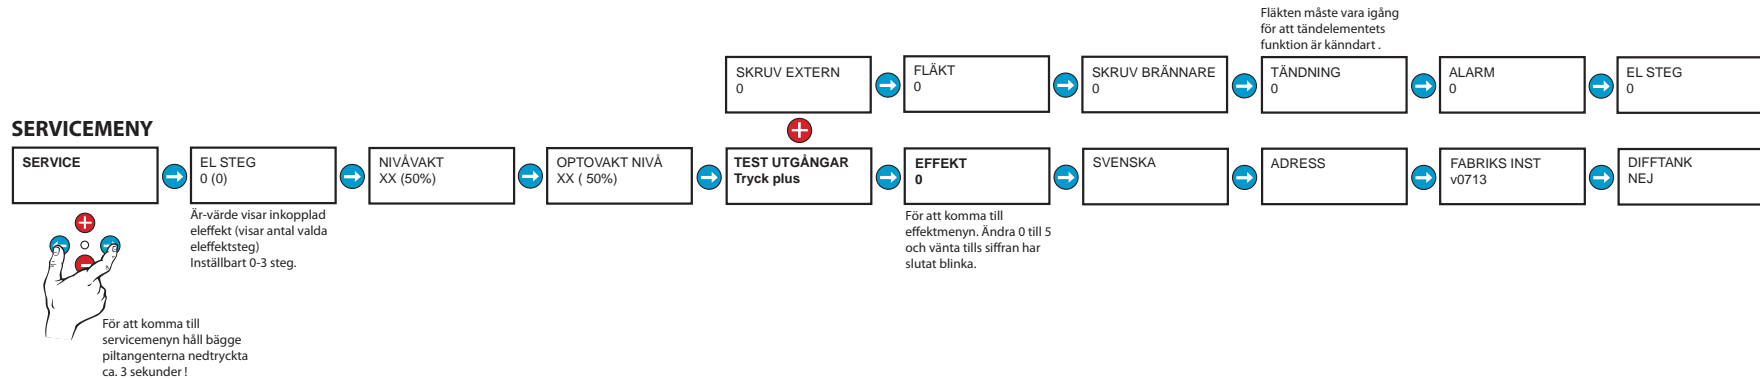 Fläkten måste vara igång
för att tändelementets
funktion är känndart .
SKRUV EXTERN
0
FLÄKT
0
SKRUV BRÄNNARE
0
TÄNDNING
0
ALARM
0
EL STEG
0
SERVICEMENY
SERVICE
EL STEG
0 (0)
NIVÅVAKT
XX (50%)
OPTOVAKT NIVÅ
XX ( 50%)
TEST UTGÅNGAR
Tryck plus
EFFEKT
0
SVENSKA
ADRESS
FABRIKS INST
v0713
DIFFTANK
NEJ
Är-värde visar inkopplad
eleffekt (visar antal valda
eleffektsteg)
Inställbart 0-3 steg.
För att komma till
effektmenyn. Ändra 0 till 5
och vänta tills siffran har
slutat blinka.
För att komma till
servicemenyn håll bägge
piltangenterna nedtryckta
ca. 3 sekunder !